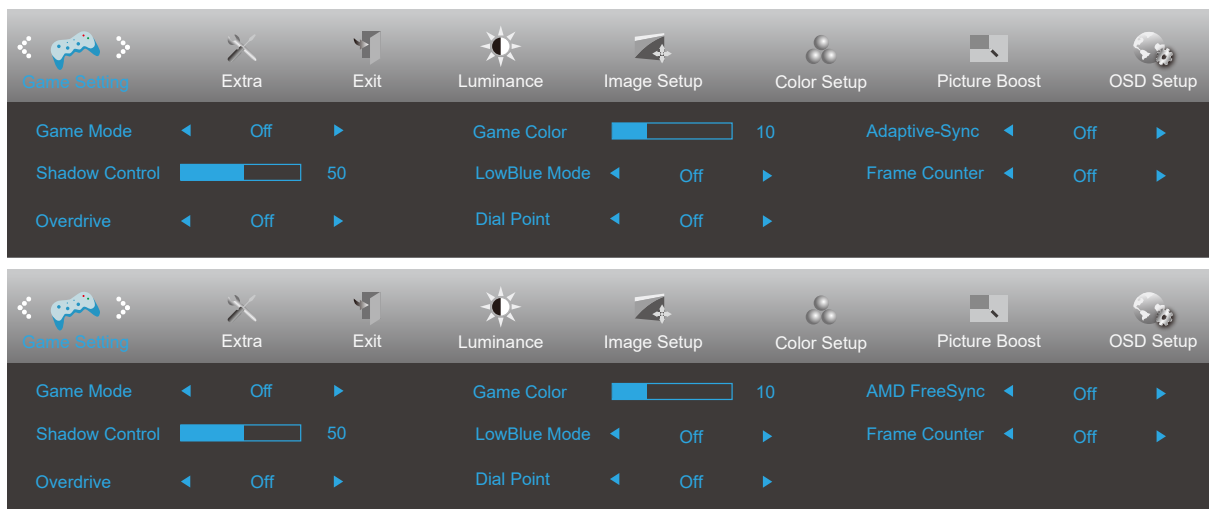 Game Setting Extra Exit Luminance Image Setup Color Setup Picture Boost OSD Setup
Game Mode Off Game Color 10 Adaptive-Sync Off
Shadow Control 50 LowBlue Mode Off Frame Counter Off
Overdrive Off Dial Point Off
Game Setting Extra Exit Luminance Image Setup Color Setup Picture Boost OSD Setup
Game Mode Off Game Color 10 AMD FreeSync Off
Shadow Control 50 LowBlue Mode Off Frame Counter Off
Overdrive Off Dial Point Off